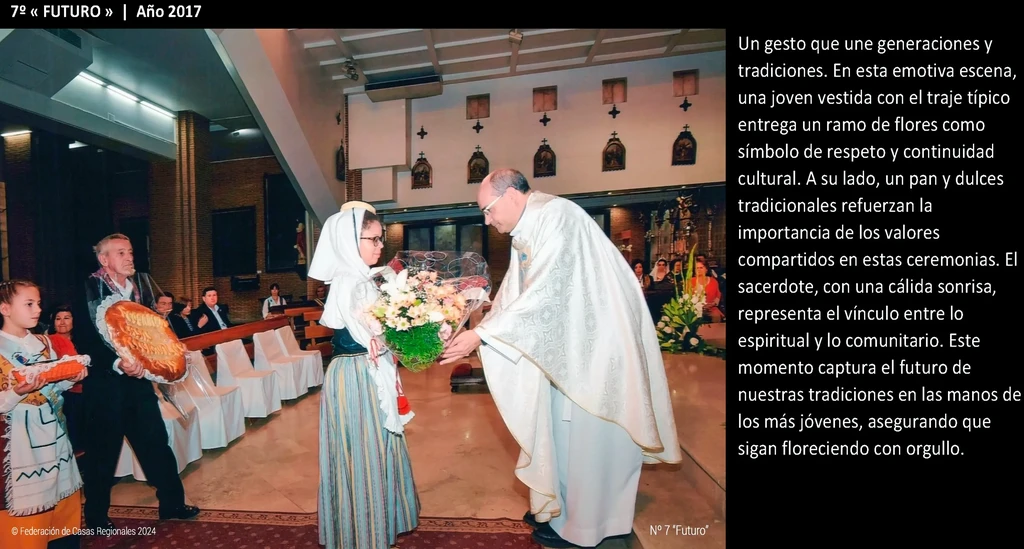 7º « FUTURO » | Año 2017
Un gesto que une generaciones y
tradiciones. En esta emotiva escena,
una joven vestida con el traje típico
entrega un ramo de flores como
símbolo de respeto y continuidad
cultural. A su lado, un pan y dulces
tradicionales refuerzan la
importancia de los valores
compartidos en estas ceremonias. El
sacerdote, con una cálida sonrisa,
representa el vínculo entre lo
espiritual y lo comunitario. Este
momento captura el futuro de
nuestras tradiciones en las manos de
los más jóvenes, asegurando que
sigan floreciendo con orgullo.
© Federación de Casas Regionales 2024
Nº 7 "Futuro"